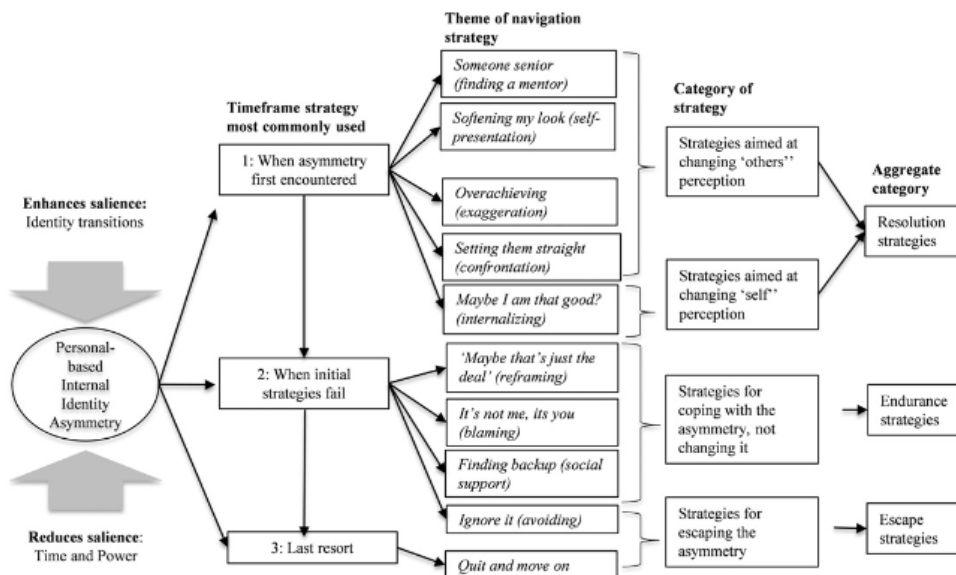 Theme of navigation
strategy
Someone senior
(finding a mentor)
Softening my look (self-
presentation)
Overachieving
(exaggeration)
Setting them straight
(confrontation)
Maybe I am that good?
(internalizing)
‘Maybe that’s just the
deal’ (reframing)
It’s not me, its you
(blaming)
Finding backup (social
support)
Ignore it (avoiding)
Quit and move on
Timeframe strategy
most commonly used
1: When asymmetry
first encountered
2: When initial
strategies fail
3: Last resort
Enhances salience:
Identity transitions
Personal-
based
Internal
Identity
Asymmetry
Reduces salience:
Time and Power
Category of
strategy
Strategies aimed at
changing ‘others’’
perception
Strategies aimed at
changing ‘self’’
perception
Strategies for
coping with the
asymmetry, not
changing it
Strategies for
escaping the
asymmetry
Aggregate
category
Resolution
strategies
Endurance
strategies
Escape
strategies